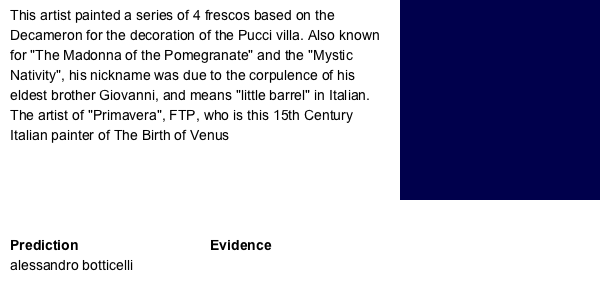 This artist painted a series of 4 frescos based on the
Decameron for the decoration of the Pucci villa. Also known
for "The Madonna of the Pomegranate" and the "Mystic
Nativity", his nickname was due to the corpulence of his
eldest brother Giovanni, and means "little barrel" in Italian.
The artist of "Primavera", FTP, who is this 15th Century
Italian painter of The Birth of Venus
Prediction Evidence
alessandro botticelli